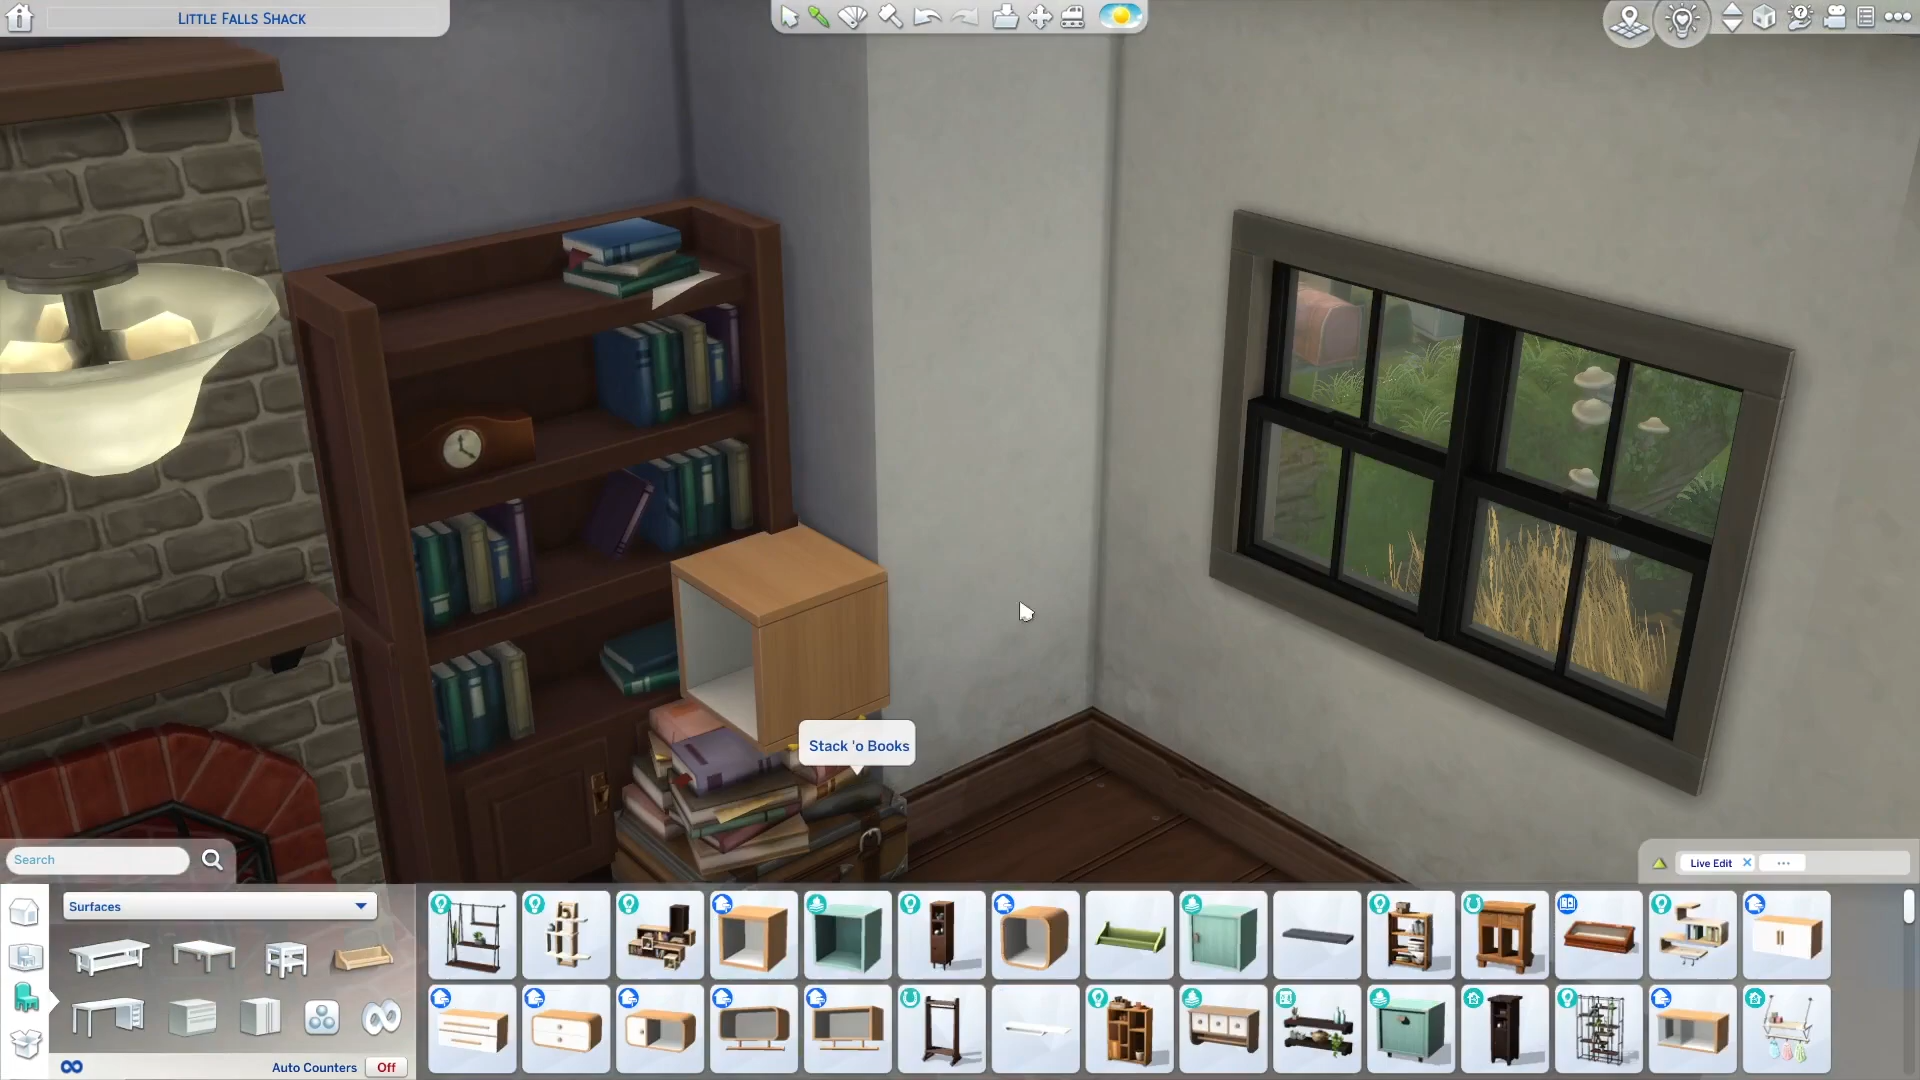 LITTLE FALLS SHACK
Stack 'o Books
Search
Live Edit
Surfaces
Auto Counters
Off